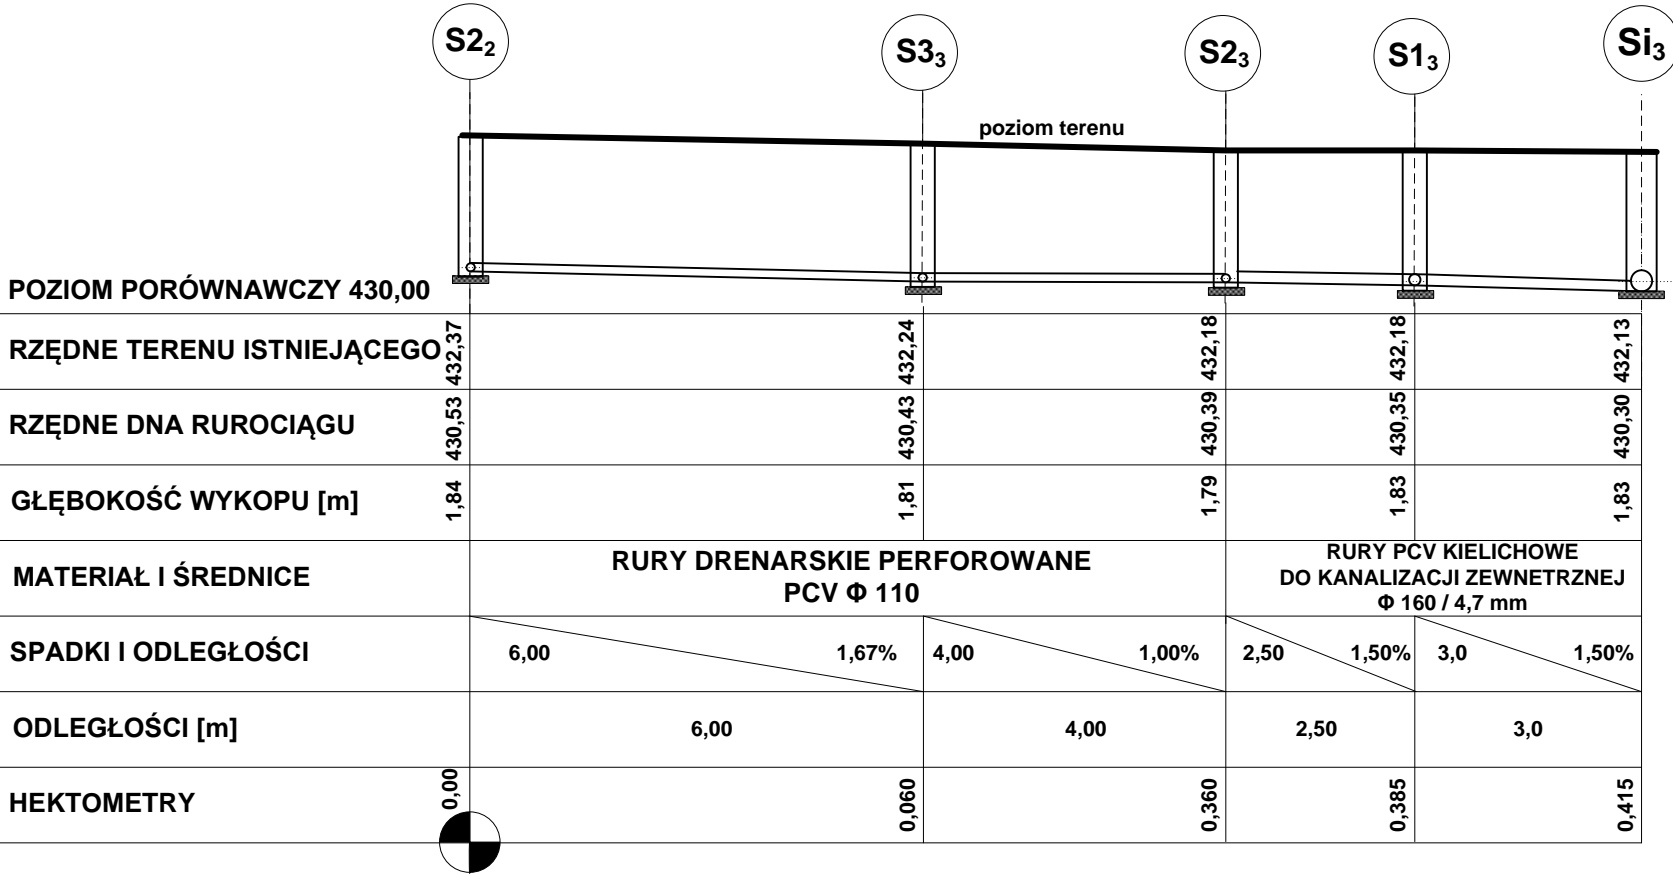 S2₂ S3₃ S2₃ S1₃ Si₃
poziom terenu
POZIOM PORÓWNAWCZY 430,00
RZĘDNE TERENU ISTNIEJĄCEGO 432,37 432,24 432,18 432,18 432,13
RZĘDNE DNA RUROCIĄGU 430,53 430,43 430,39 430,35 430,30
GŁĘBOKOŚĆ WYKOPU [m] 1,84 1,81 1,79 1,83 1,83
MATERIAŁ I ŚREDNICE
RURY DRENARSKIE PERFOROWANE
PCV Φ 110
RURY PCV KIELICHOWE
DO KANALIZACJI ZEWNETRZNEJ
Φ 160 / 4,7 mm
SPADKI I ODLEGŁOŚCI 6,00 1,67% 4,00 1,00% 2,50 1,50% 3,0 1,50%
ODLEGŁOŚCI [m] 6,00 4,00 2,50 3,0
HEKTOMETRY 0,00 0,060 0,360 0,385 0,415